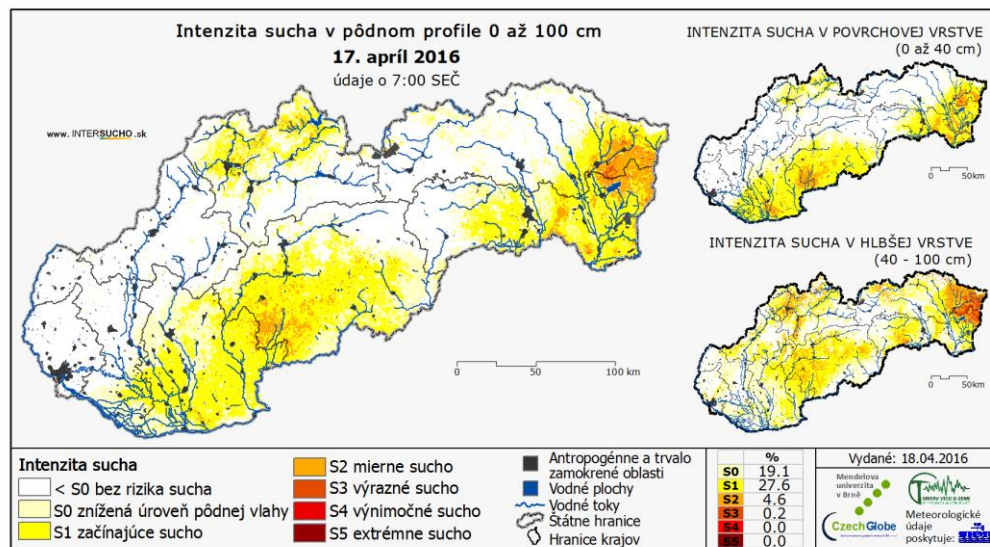 Intenzita sucha v pôdnom profile 0 až 100 cm
17. apríl 2016
údaje o 7:00 SEČ
www. INTERSUCHO.sk
0 50 100 km
INTENZITA SUCHA V POVRCHOVEJ VRSTVE
(0 až 40 cm)
0 50km
INTENZITA SUCHA V HLBŠEJ VRSTVE
(40 - 100 cm)
0 50km
Intenzita sucha
< S0 bez rizika sucha
S0 znížená úroveň pôdnej vlahy
S1 začínajúce sucho
S2 mierne sucho
S3 výrazné sucho
S4 výnimočné sucho
S5 extrémne sucho
Antropogénne a trvalo
zamokrené oblasti
Vodné plochy
Vodné toky
Štátne hranice
Hranice krajov
%
S0 19.1
S1 27.6
S2 4.6
S3 0.2
S4 0.0
S5 0.0
Vydané: 18.04.2016
Mendelova
univerzita
v Brně
CzechGlobe
Meteorologické
údaje
poskytuje: